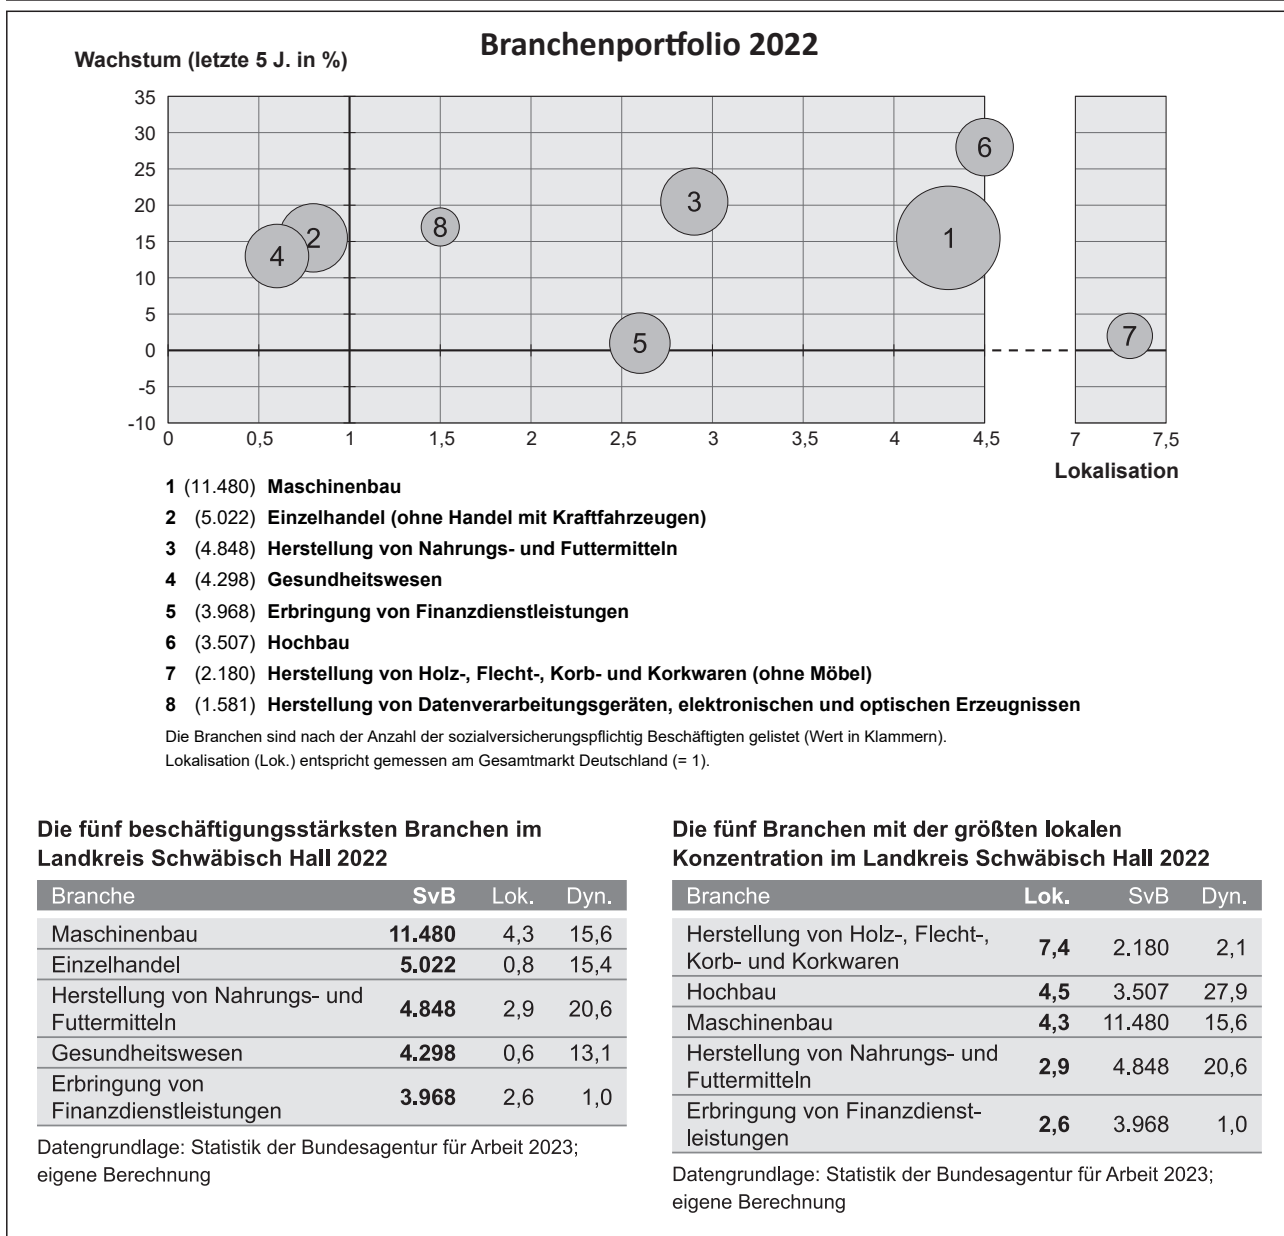 Branchenportfolio 2022
Wachstum (letzte 5 J. in %)
35
30
25
20
15
10
5
0
-5
-10
6
3
8
2
1
4
5
7
0 0,5 1 1,5 2 2,5 3 3,5 4 4,5 7 7,5
Lokalisation
1 (11.480) Maschinenbau
2 (5.022) Einzelhandel (ohne Handel mit Kraftfahrzeugen)
3 (4.848) Herstellung von Nahrungs- und Futtermitteln
4 (4.298) Gesundheitswesen
5 (3.968) Erbringung von Finanzdienstleistungen
6 (3.507) Hochbau
7 (2.180) Herstellung von Holz-, Flecht-, Korb- und Korkwaren (ohne Möbel)
8 (1.581) Herstellung von Datenverarbeitungsgeräten, elektronischen und optischen Erzeugnissen
Die Branchen sind nach der Anzahl der sozialversicherungspflichtig Beschäftigten gelistet (Wert in Klammern).
Lokalisation (Lok.) entspricht gemessen am Gesamtmarkt Deutschland (= 1).
Die fünf beschäftigungsstärksten Branchen im
Landkreis Schwäbisch Hall 2022
Branche SvB Lok. Dyn.
Maschinenbau 11.480 4,3 15,6
Einzelhandel 5.022 0,8 15,4
Herstellung von Nahrungs- und
Futtermitteln 4.848 2,9 20,6
Gesundheitswesen 4.298 0,6 13,1
Erbringung von
Finanzdienstleistungen 3.968 2,6 1,0
Datengrundlage: Statistik der Bundesagentur für Arbeit 2023;
eigene Berechnung
Die fünf Branchen mit der größten lokalen
Konzentration im Landkreis Schwäbisch Hall 2022
Branche Lok. SvB Dyn.
Herstellung von Holz-, Flecht-,
Korb- und Korkwaren 7,4 2.180 2,1
Hochbau 4,5 3.507 27,9
Maschinenbau 4,3 11.480 15,6
Herstellung von Nahrungs- und
Futtermitteln 2,9 4.848 20,6
Erbringung von Finanzdienst-
leistungen 2,6 3.968 1,0
Datengrundlage: Statistik der Bundesagentur für Arbeit 2023;
eigene Berechnung